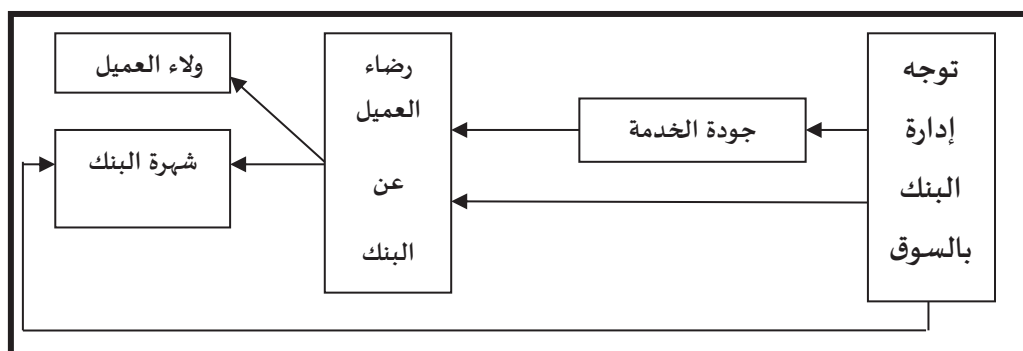 توجه
إدارة
البنك
بالسوق
جودة الخدمة
رضاء
العميل
عن
البنك
ولاء العميل
شهرة البنك